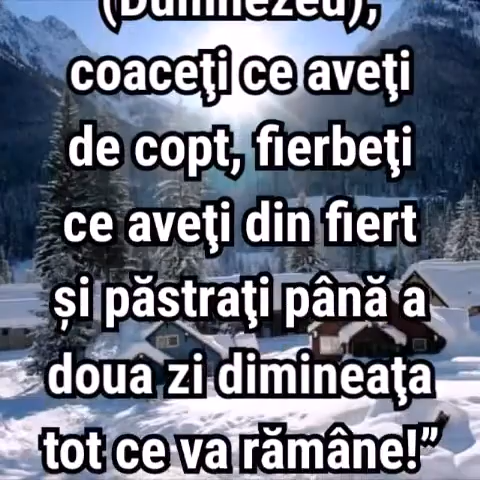 (Dumnezeu),
coaceţi ce aveţi
de copt, fierbeţi
ce aveţi din fiert
și păstraţi până a
doua zi dimineaţa
tot ce va rămâne!”